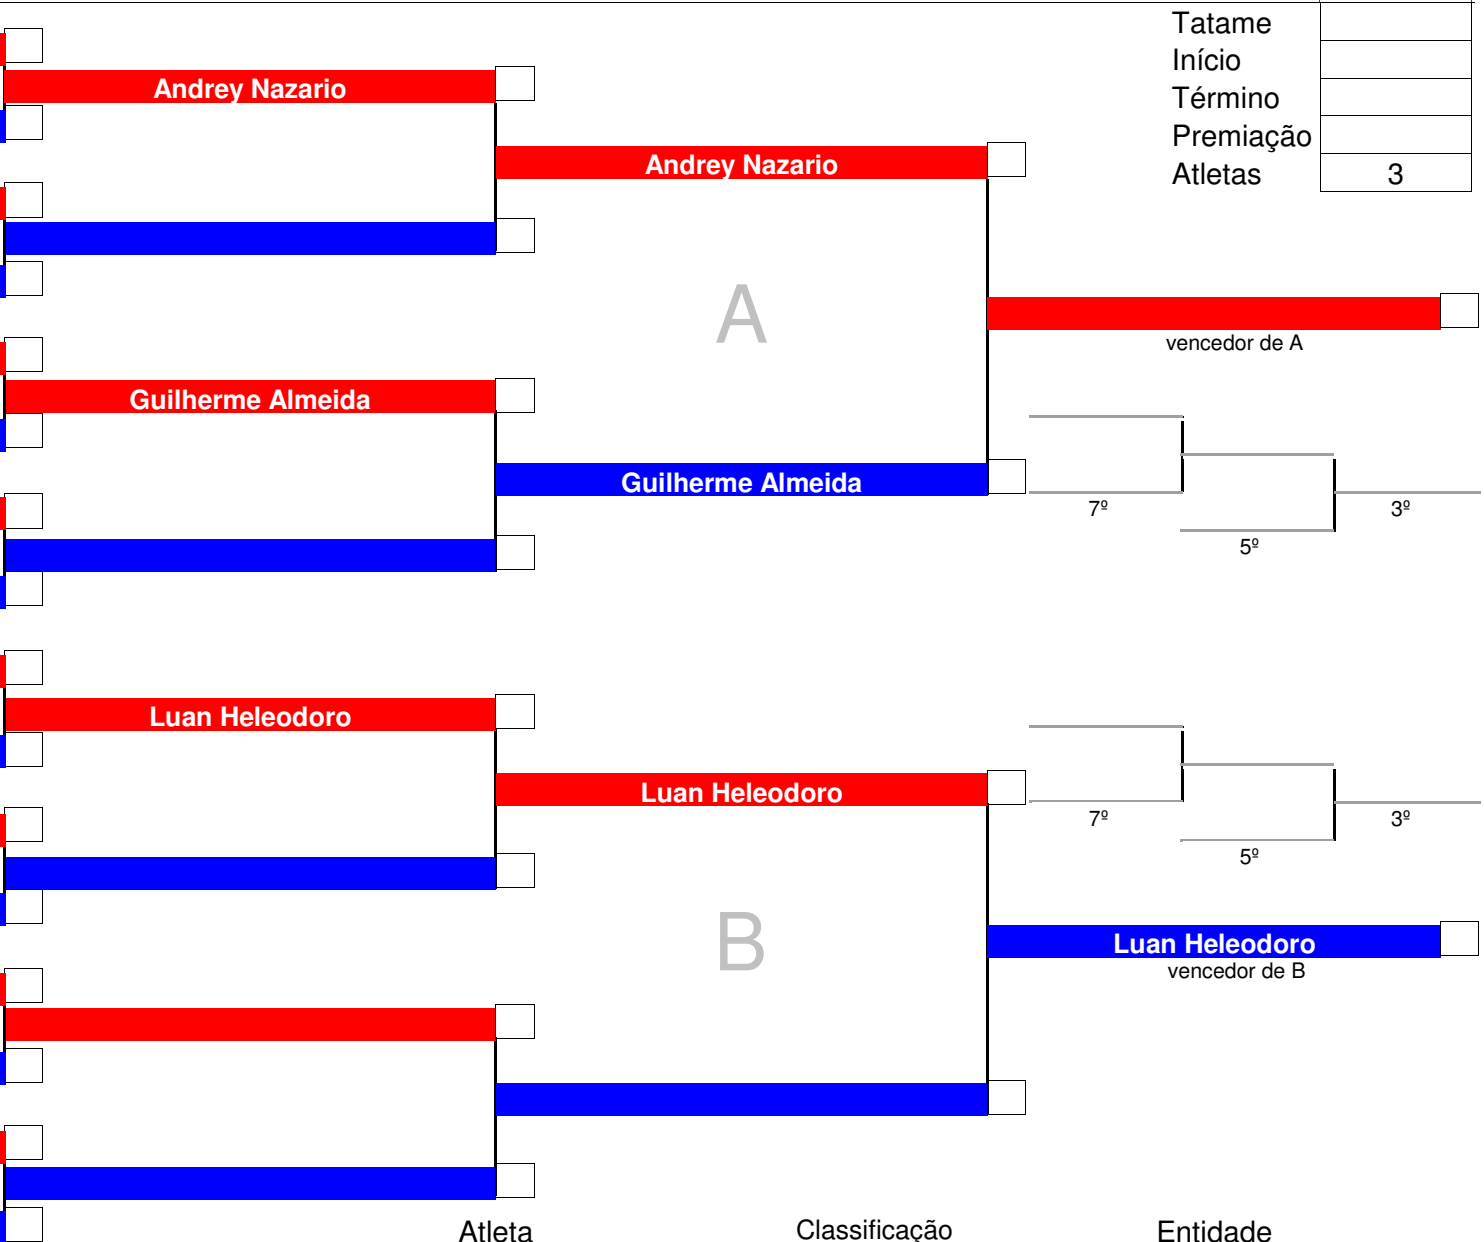 Tatame
Início
Término
Premiação
Atletas 3
Andrey Nazario
Andrey Nazario
A
vencedor de A
Guilherme Almeida
Guilherme Almeida
7º
3º
5º
Luan Heleodoro
Luan Heleodoro
7º
3º
5º
B
Luan Heleodoro
vencedor de B
Atleta Classificação Entidade